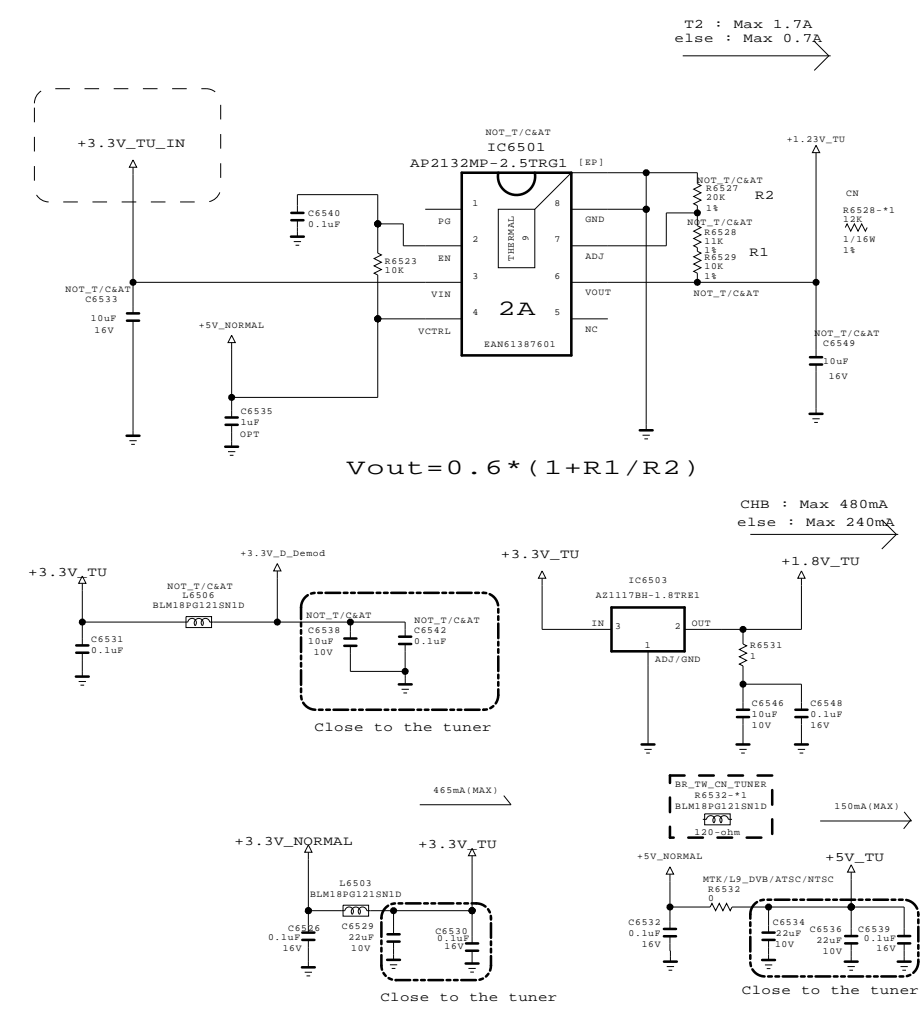 T2 : Max 1.7A
else : Max 0.7A
+3.3V_TU_IN
NOT_T/C&AT
IC6501
AP2132MP-2.5TRG1
[EP]
+1.23V_TU
C6540
0.1uF
1
PG
2
EN
3
VIN
4
VCTRL
THERMAL
9
8
GND
7
ADJ
6
VOUT
5
NC
2A
EAN61387601
R6523
10K
NOT_T/C&AT
R6527
20K
1%
R2
NOT_T/C&AT
R6528
11K
1%
R1
R6529
10K
1%
NOT_T/C&AT
CN
R6528-*1
12K
1/16W
1%
NOT_T/C&AT
C6533
10uF
16V
+5V_NORMAL
C6535
1uF
OPT
NOT_T/C&AT
C6549
10uF
16V
Vout=0.6*(1+R1/R2)
CHB : Max 480mA
else : Max 240mA
+3.3V_TU
+3.3V_D_Demod
NOT_T/C&AT
L6506
BLM18PG121SN1D
C6531
0.1uF
NOT_T/C&AT
C6538
10uF
10V
NOT_T/C&AT
C6542
0.1uF
Close to the tuner
+3.3V_TU
IC6503
AZ1117BH-1.8TRE1
IN
3
2
OUT
1
ADJ/GND
+1.8V_TU
R6531
1
C6546
10uF
10V
C6548
0.1uF
16V
465mA(MAX)
+3.3V_NORMAL
+3.3V_TU
L6503
BLM18PG121SN1D
C6526
0.1uF
16V
C6529
22uF
10V
C6530
0.1uF
16V
Close to the tuner
BR_TW_CN_TUNER
R6532-*1
BLM18PG121SN1D
120-ohm
150mA(MAX)
+5V_NORMAL
+5V_TU
MTK/L9_DVB/ATSC/NTSC
R6532
0
C6532
0.1uF
16V
C6534
22uF
10V
C6536
22uF
10V
C6539
0.1uF
16V
Close to the tuner